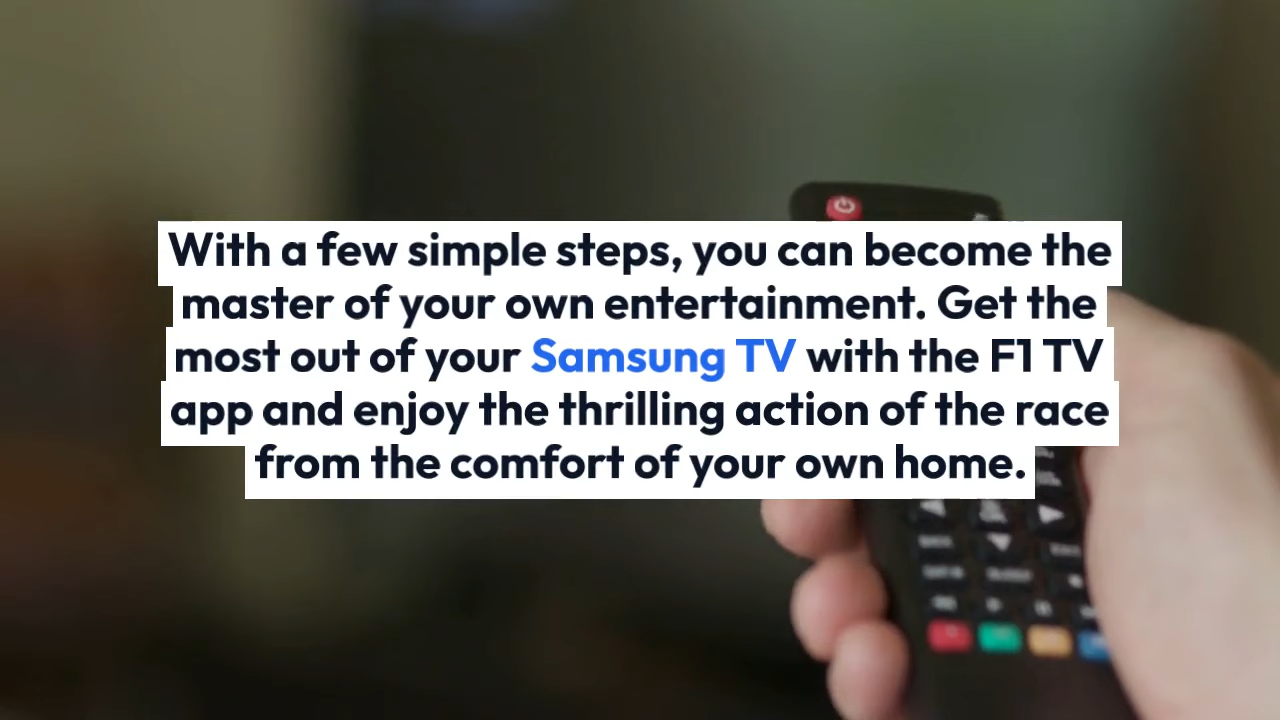 With a few simple steps, you can become the
master of your own entertainment. Get the
most out of your Samsung TV with the F1 TV
app and enjoy the thrilling action of the race
from the comfort of your own home.